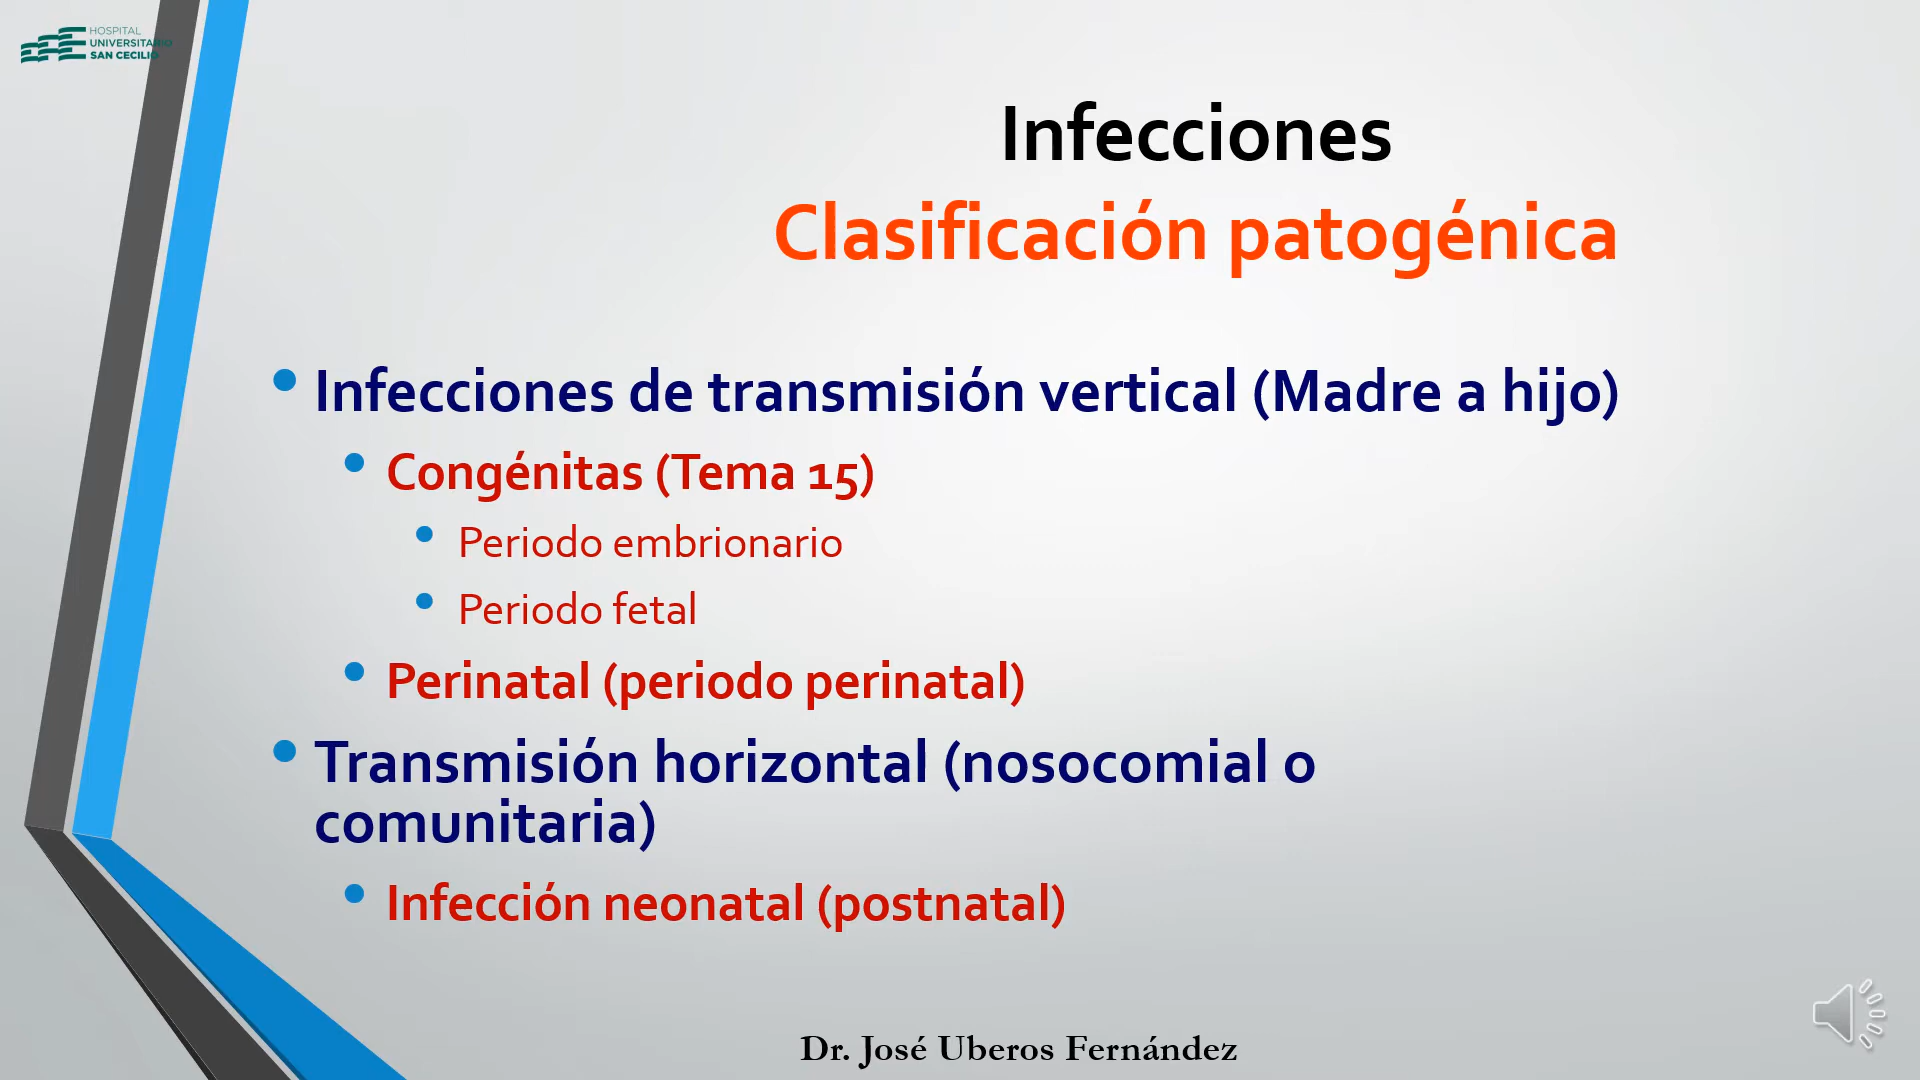 HOSPITAL
UNIVERSITARIO
SAN CECILIO
Infecciones
Clasificación patogénica
• Infecciones de transmisión vertical (Madre a hijo)
• Congénitas (Tema 15)
• Periodo embrionario
• Periodo fetal
• Perinatal (periodo perinatal)
• Transmisión horizontal (nosocomial o
comunitaria)
• Infección neonatal (postnatal)
Dr. José Uberos Fernández